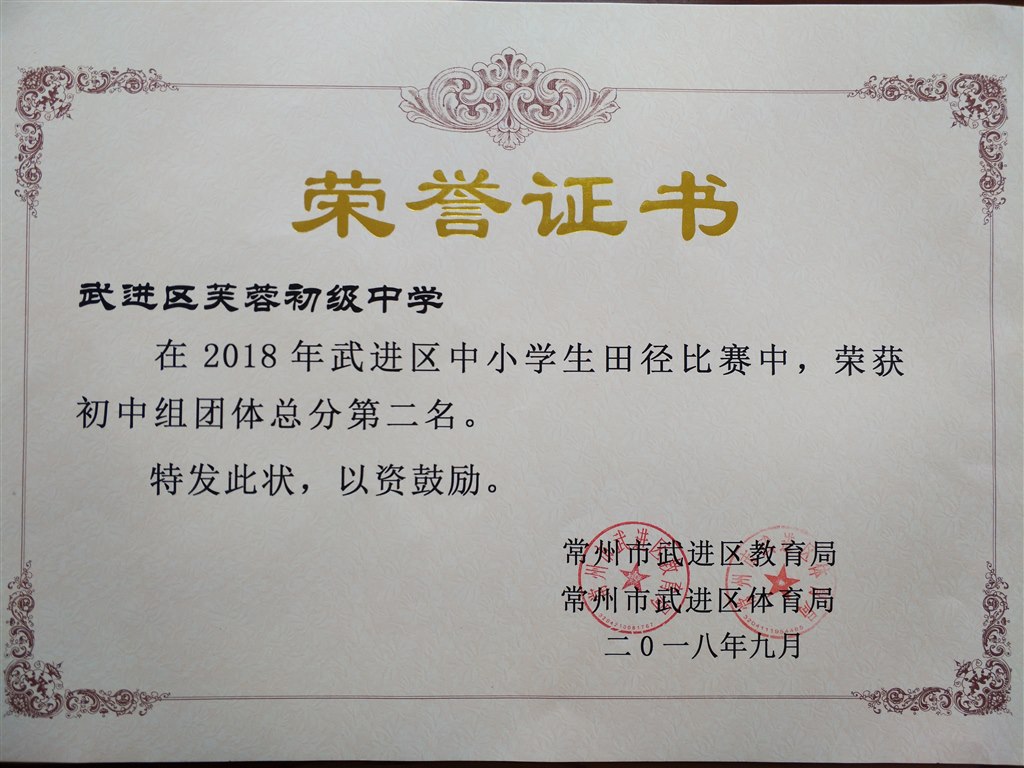 荣誉证书
武进区芙蓉初级中学
在 2018 年武进区中小学生田径比赛中，荣获
初中组团体总分第二名。
特发此状，以资鼓励。
常州市武进区教育局
常州市武进区体育局
二0一八年九月